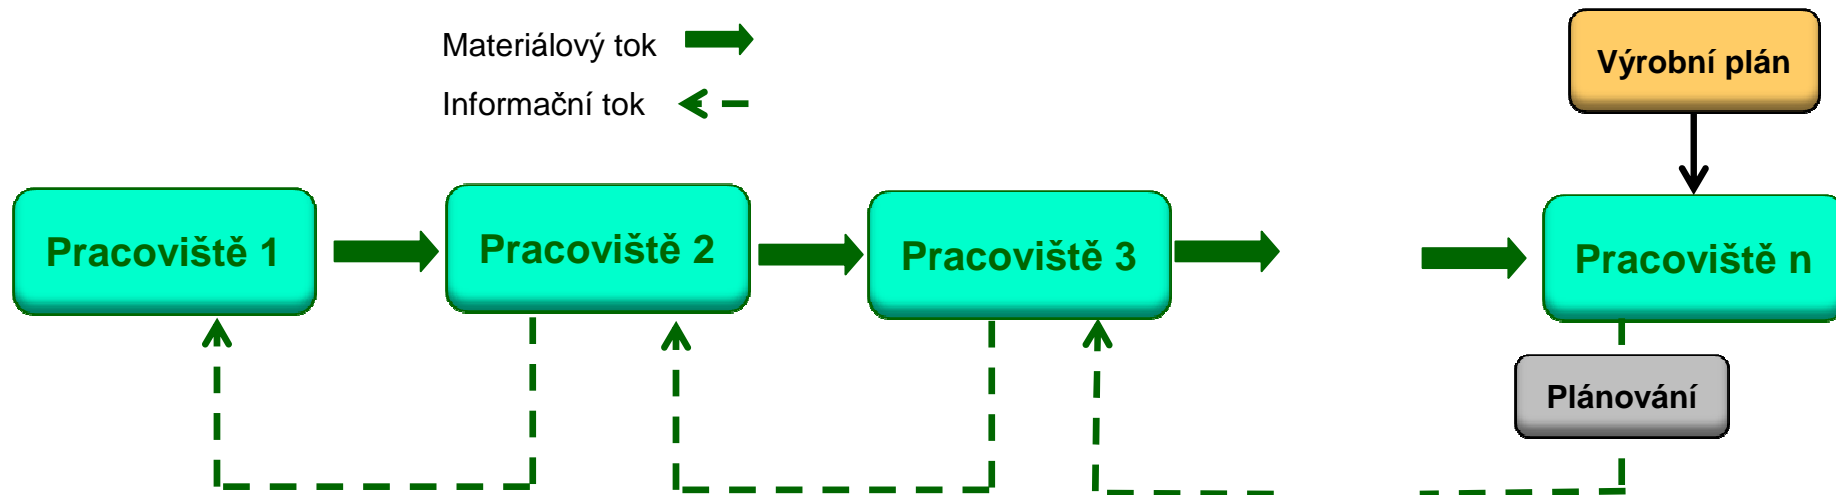 Materiálový tok
Informační tok
Výrobní plán
Pracoviště 1
Pracoviště 2
Pracoviště 3
Pracoviště n
Plánování